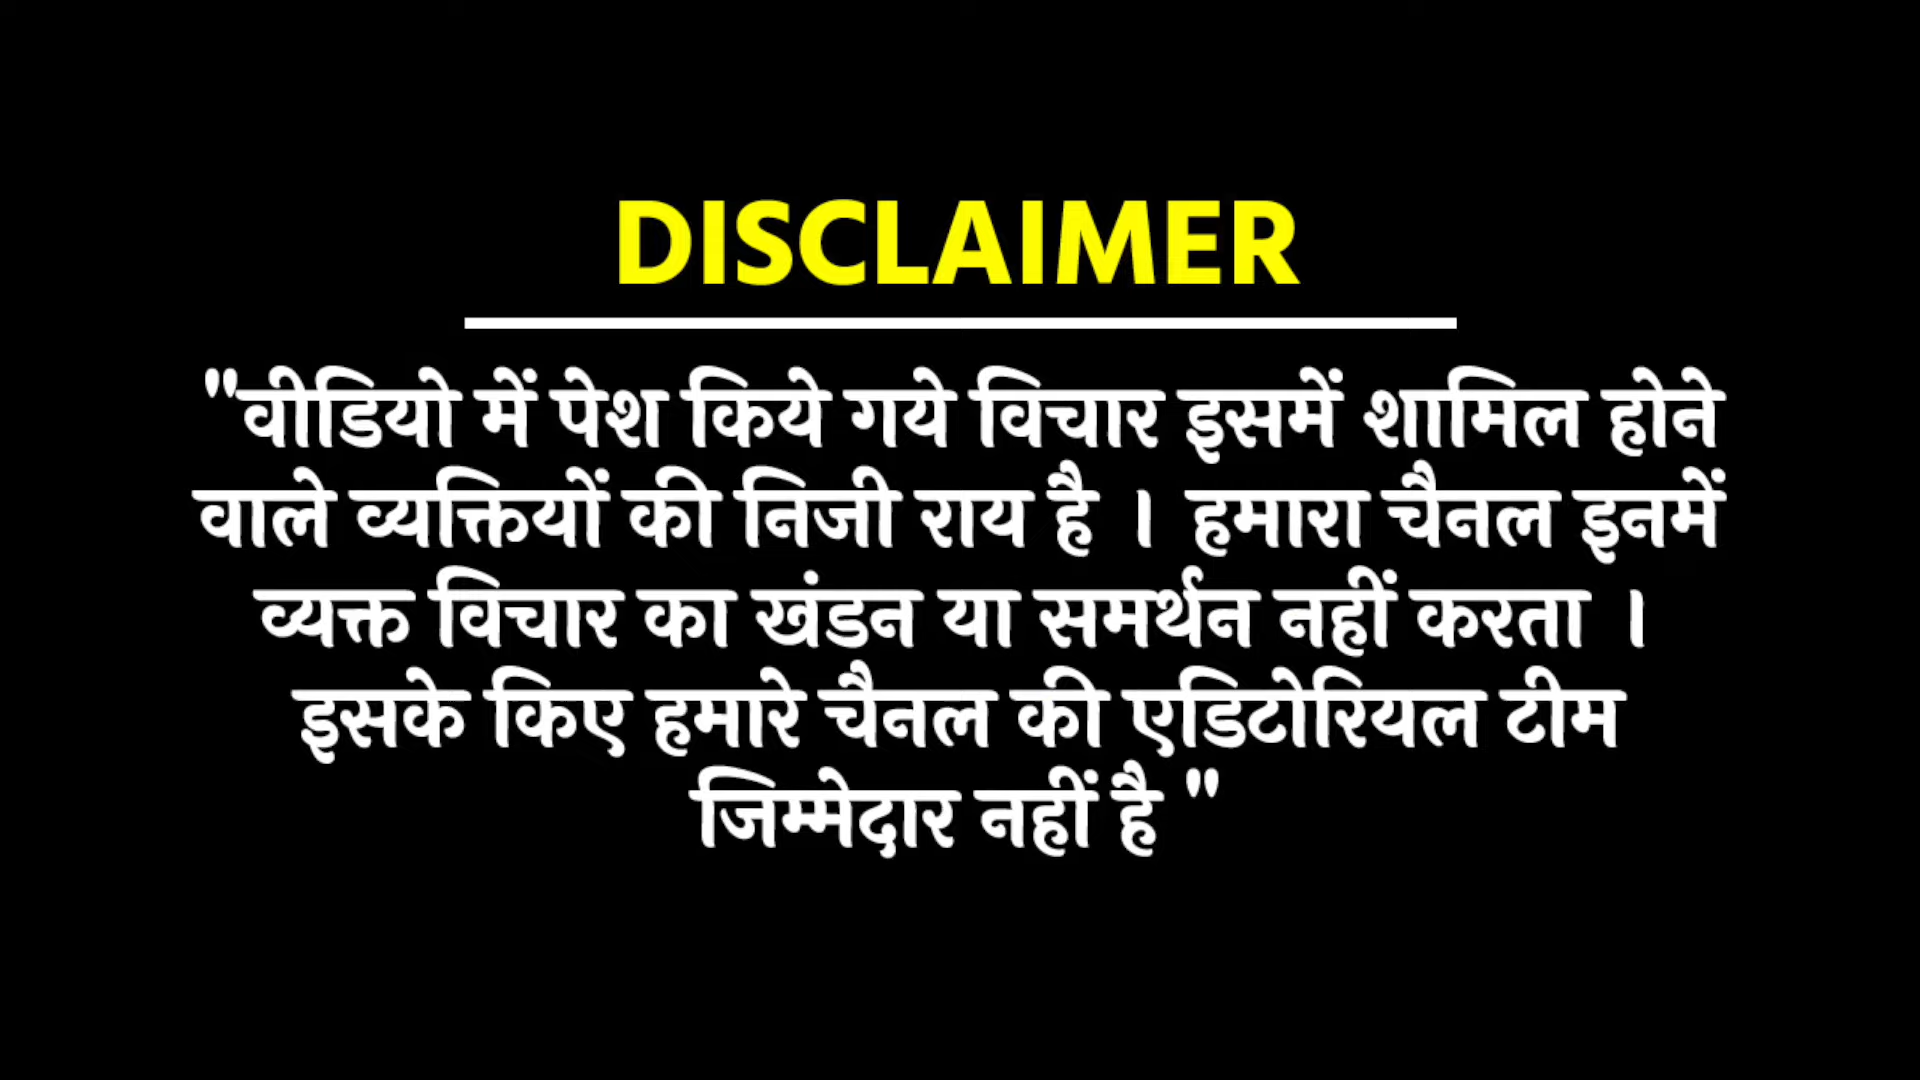 DISCLAIMER
"वीडियो में पेश किये गये विचार इसमें शामिल होने
वाले व्यक्तियों की निजी राय है । हमारा चैनल इनमें
व्यक्त विचार का खंडन या समर्थन नहीं करता ।
इसके किए हमारे चैनल की एडिटोरियल टीम
जिम्मेदार नहीं है "